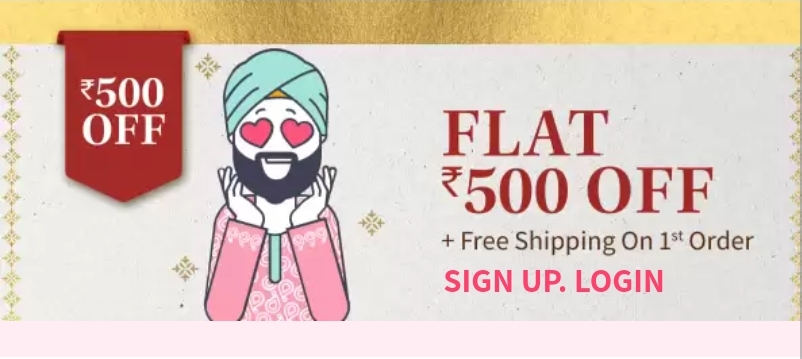 ₹500
OFF
FLAT
₹500 OFF
+ Free Shipping On 1st Order
SIGN UP. LOGIN